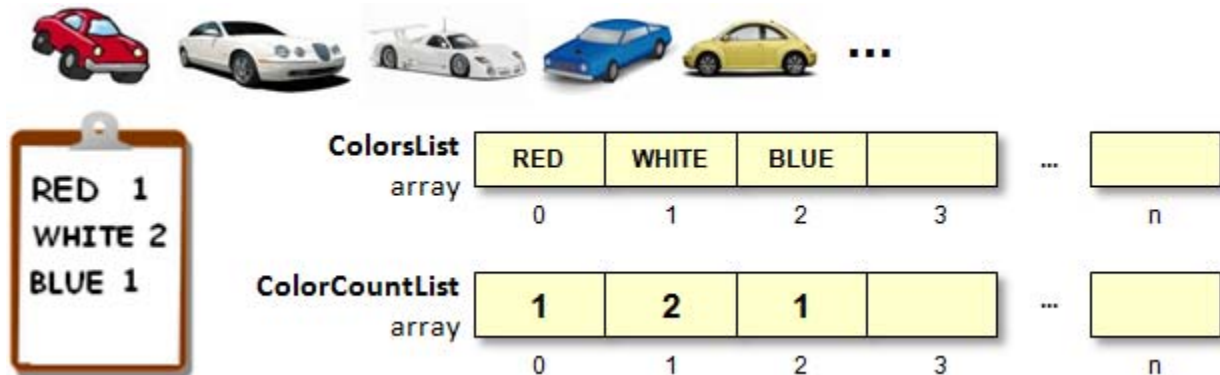 ...
RED 1
WHITE 2
BLUE 1
ColorsList
array
RED WHITE BLUE ...
0 1 2 3 n
ColorCountList
array
1 2 1 ...
0 1 2 3 n